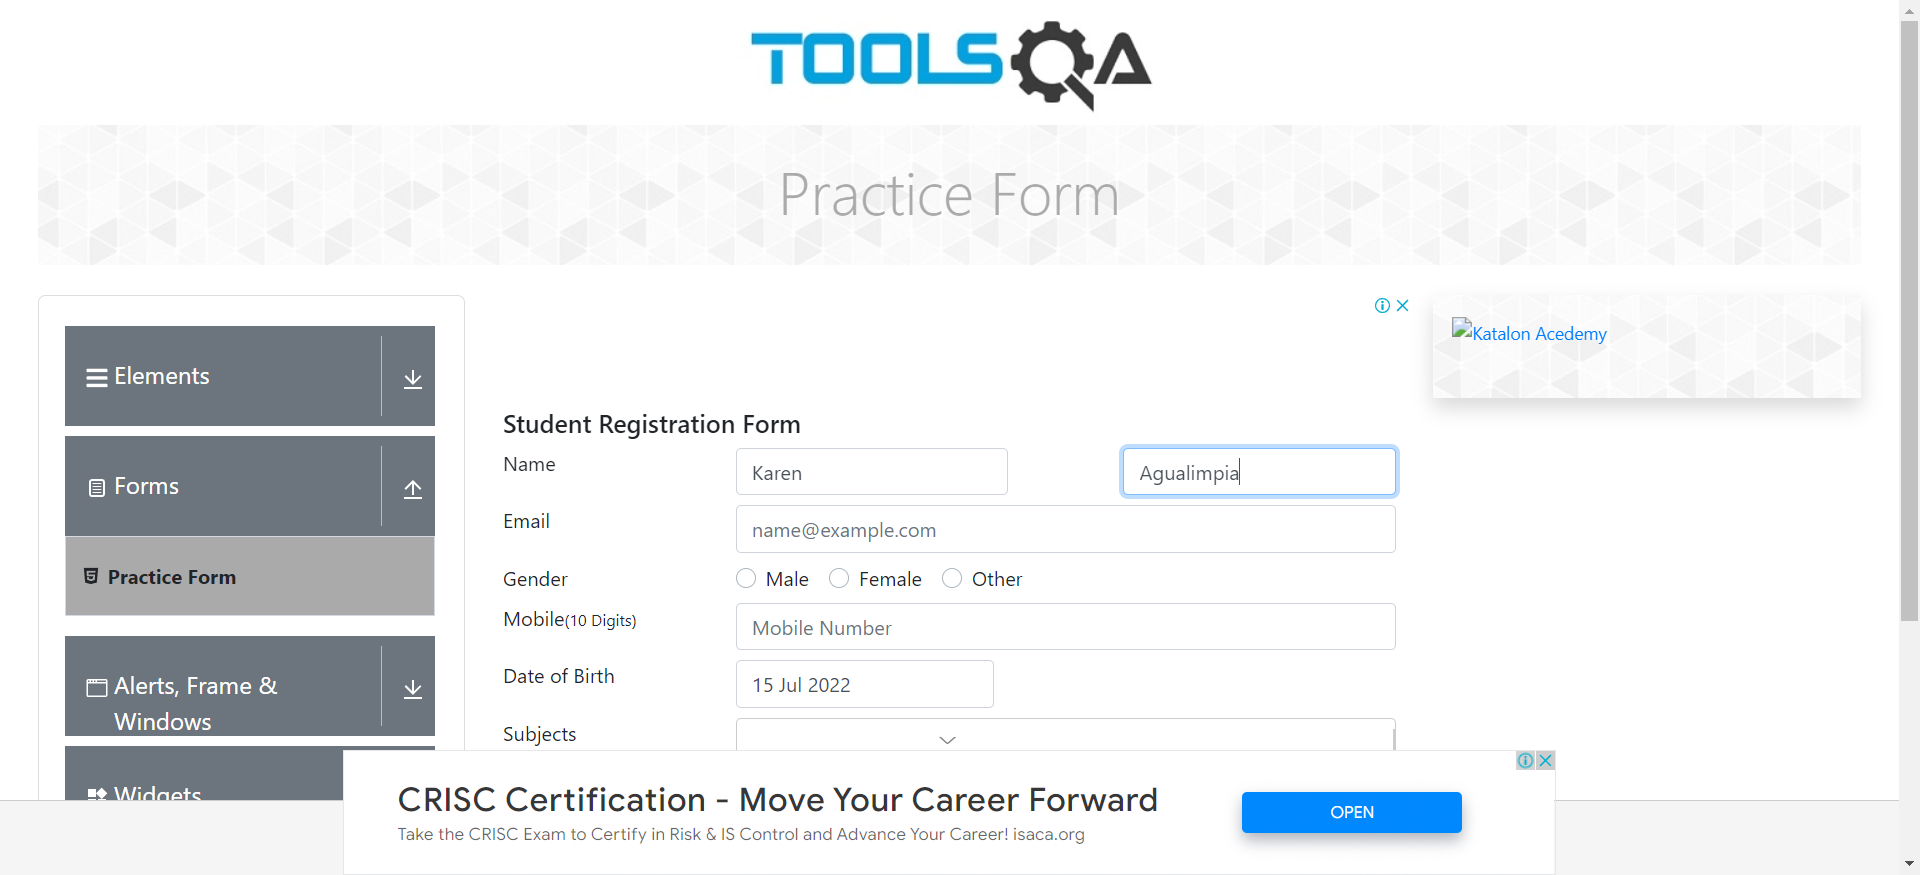 TOOLSQA
Practice Form
Elements
Forms
Practice Form
Alerts, Frame &
Windows
Widgets
Katalon Acedemy
Student Registration Form
Name
Karen
Agualimpia
Email
name@example.com
Gender
Male
Female
Other
Mobile(10 Digits)
Mobile Number
Date of Birth
15 Jul 2022
Subjects
CRISC Certification - Move Your Career Forward
Take the CRISC Exam to Certify in Risk & IS Control and Advance Your Career! isaca.org
OPEN